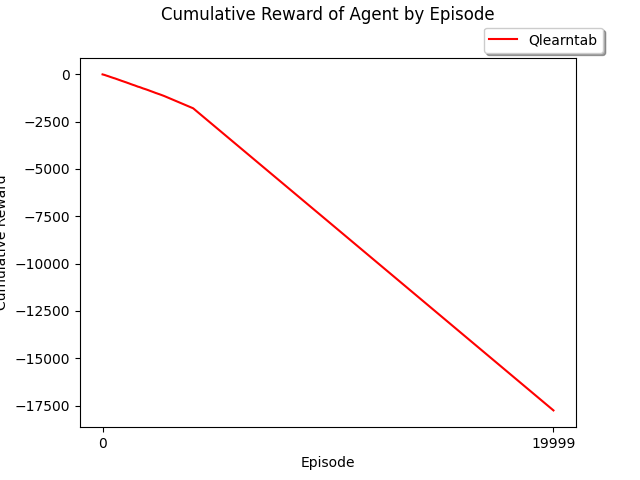 Cumulative Reward of Agent by Episode
Qlearntab
0
−2500
−5000
−7500
−10000
−12500
−15000
−17500
Cumulative Reward
0
19999
Episode